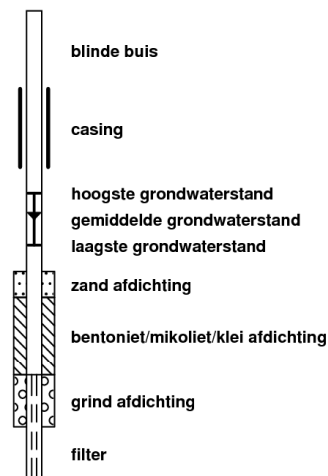 blinde buis
casing
hoogste grondwaterstand
gemiddelde grondwaterstand
laagste grondwaterstand
zand afdichting
bentoniet/mikoliet/klei afdichting
grind afdichting
filter